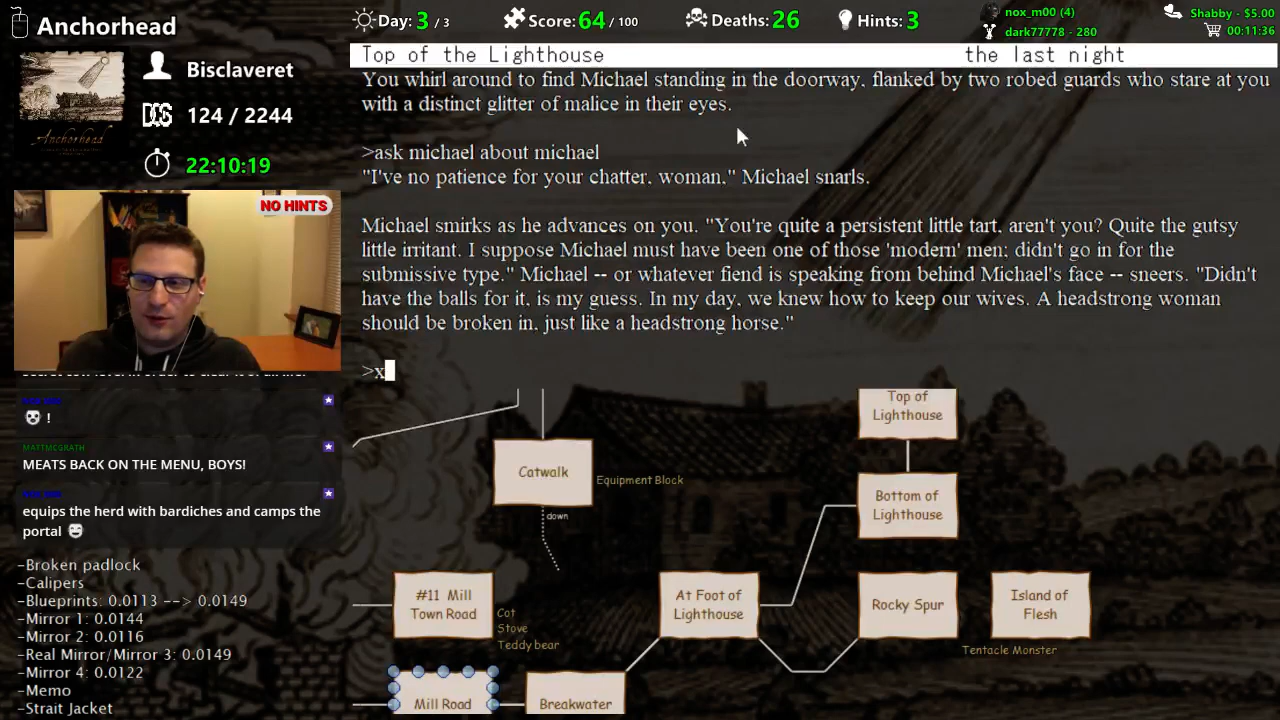 Anchorhead
Day: 3 / 3
Score: 64 / 100
Deaths: 26
Hints: 3
nox_m00 (4)
dark77778 - 280
Shabby - $5.00
00:11:36
Anchorhead
Bisclaveret
DGS 124 / 2244
22:10:19
NO HINTS
Top of the Lighthouse the last night
You whirl around to find Michael standing in the doorway, flanked by two robed guards who stare at you
with a distinct glitter of malice in their eyes.
>ask michael about michael
"I've no patience for your chatter, woman," Michael snarls.
Michael smirks as he advances on you. "You're quite a persistent little tart, aren't you? Quite the gutsy
little irritant. I suppose Michael must have been one of those 'modern' men; didn't go in for the
submissive type." Michael -- or whatever fiend is speaking from behind Michael's face -- sneers. "Didn't
have the balls for it, is my guess. In my day, we knew how to keep our wives. A headstrong woman
should be broken in, just like a headstrong horse."
>x
!
MATTMCGRATH
MEATS BACK ON THE MENU, BOYS!
equips the herd with bardiches and camps the
portal
-Broken padlock
-Calipers
-Blueprints: 0.0113 --> 0.0149
-Mirror 1: 0.0144
-Mirror 2: 0.0116
-Real Mirror/Mirror 3: 0.0149
-Mirror 4: 0.0122
-Memo
-Strait Jacket
Top of
Lighthouse
Catwalk
Equipment Block
down
Bottom of
Lighthouse
#11 Mill
Town Road
Cot
Stove
Teddy bear
At Foot of
Lighthouse
Rocky Spur
Island of
Flesh
Tentacle Monster
Mill Road
Breakwater